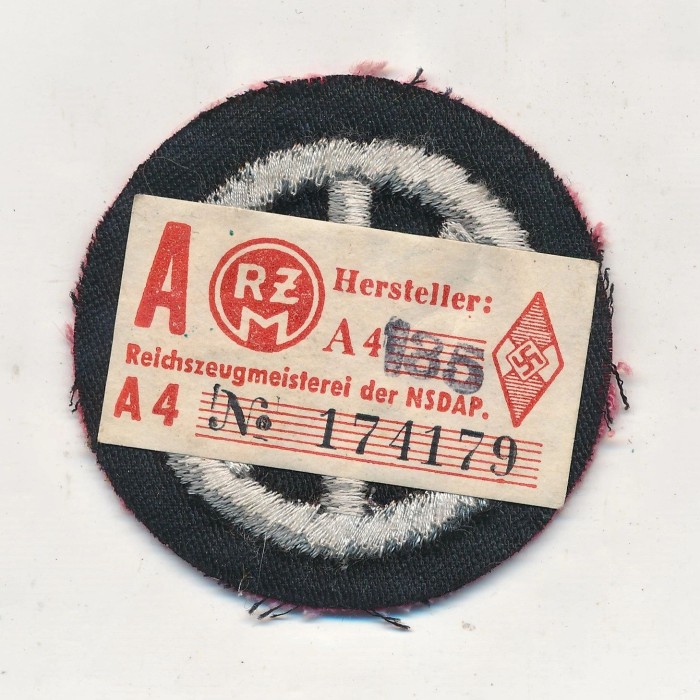 A RZM Hersteller:
A4 135
Reichszeugmeisterei der NSDAP.
A4 № 174179